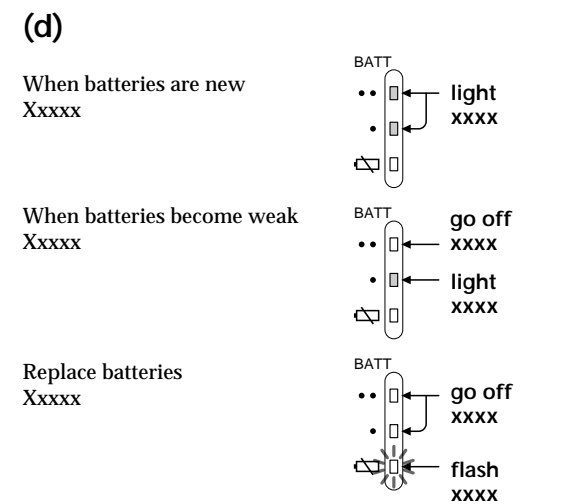 (d)
When batteries are new
Xxxxx
BATT
light
xxxx
When batteries become weak
Xxxxx
BATT
go off
xxxx
light
xxxx
Replace batteries
Xxxxx
BATT
go off
xxxx
flash
xxxx